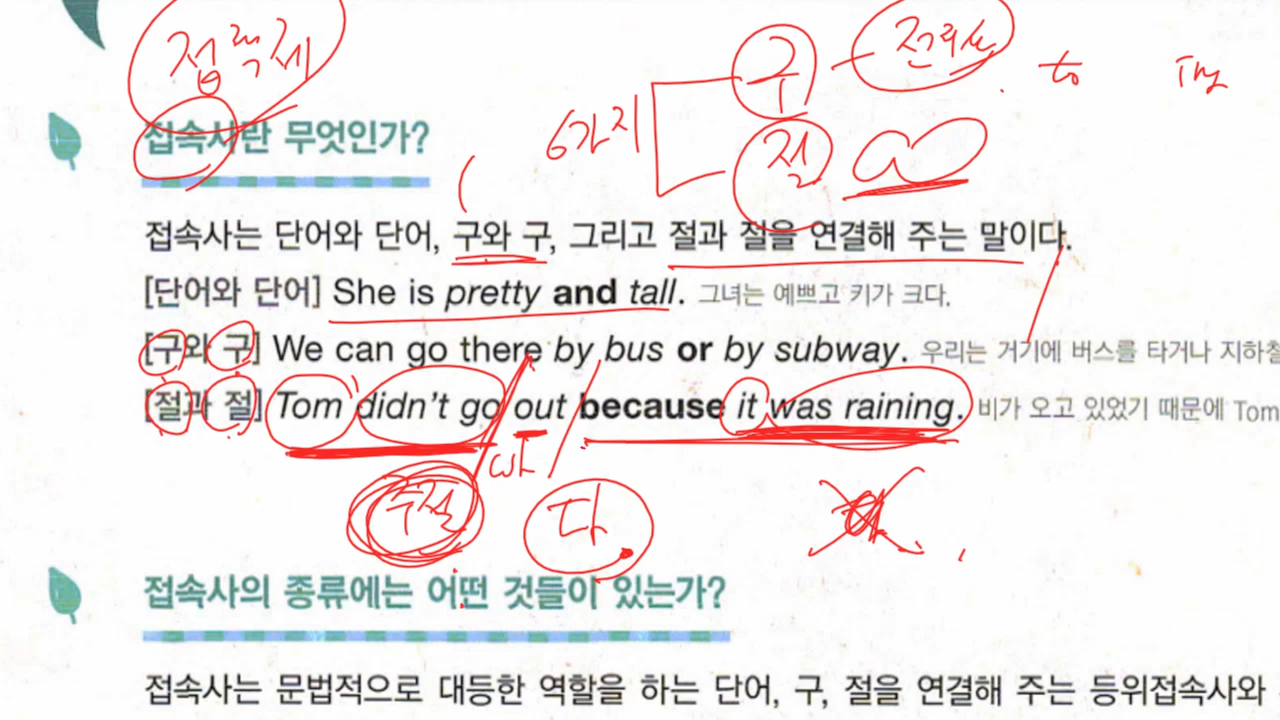 구 to ing
6가지
절
접속사란 무엇인가?
접속사는 단어와 단어, 구와 구, 그리고 절과 절을 연결해 주는 말이다.
[단어와 단어] She is pretty and tall. 그녀는 예쁘고 키가 크다.
[구와 구] We can go there by bus or by subway. 우리는 거기에 버스를 타거나 지하철
[절과 절] Tom didn't go out because it was raining. 비가 오고 있었기 때문에 Tom
주절 다
접속사의 종류에는 어떤 것들이 있는가?
접속사는 문법적으로 대등한 역할을 하는 단어, 구, 절을 연결해 주는 등위접속사와